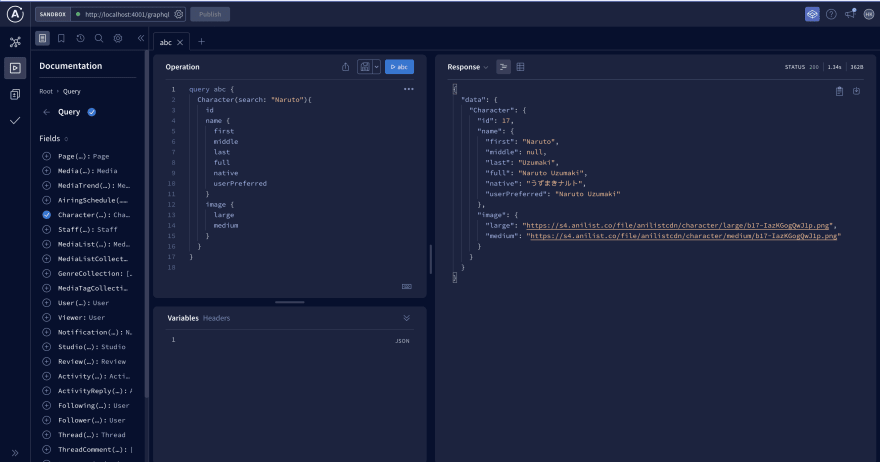 SANDBOX
http://localhost:4001/graphql
Publish
abc
Documentation
Root › Query
Query
Fields
Page(…): Page
Media(…): Media
MediaTrend(…): Me…
AiringSchedule(……
Character(…): Cha…
Staff(…): Staff
MediaList(…): Med…
MediaListCollect…
GenreCollection: […
MediaTagCollecti…
User(…): User
Viewer: User
Notification(…): N…
Studio(…): Studio
Review(…): Review
Activity(…): Acti…
ActivityReply(…): A
Following(…): User
Follower(…): User
Thread(…): Thread
ThreadComment(…): [
Operation
abc
1 query abc {
2 Character(search: "Naruto"){
3 id
4 name {
5 first
6 middle
7 last
8 full
9 native
10 userPreferred
11 }
12 image {
13 large
14 medium
15 }
16 }
17 }
18
Variables Headers
1
JSON
Response
STATUS 200 1.34s 362B
{
"data": {
"Character": {
"id": 17,
"name": {
"first": "Naruto",
"middle": null,
"last": "Uzumaki",
"full": "Naruto Uzumaki",
"native": "うずまきナルト",
"userPreferred": "Naruto Uzumaki"
},
"image": {
"large": "https://s4.anilist.co/file/anilistcdn/character/large/b17-IazKGogQwJ1p.png",
"medium": "https://s4.anilist.co/file/anilistcdn/character/medium/b17-IazKGogQwJ1p.png"
}
}
}
}